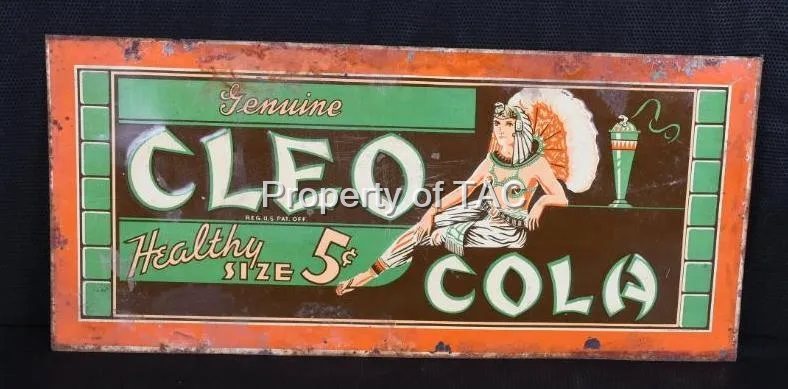 Genuine
CLEO
REG. U.S. PAT. OFF.
Healthy
SIZE 5¢
COLA
Property of TAC